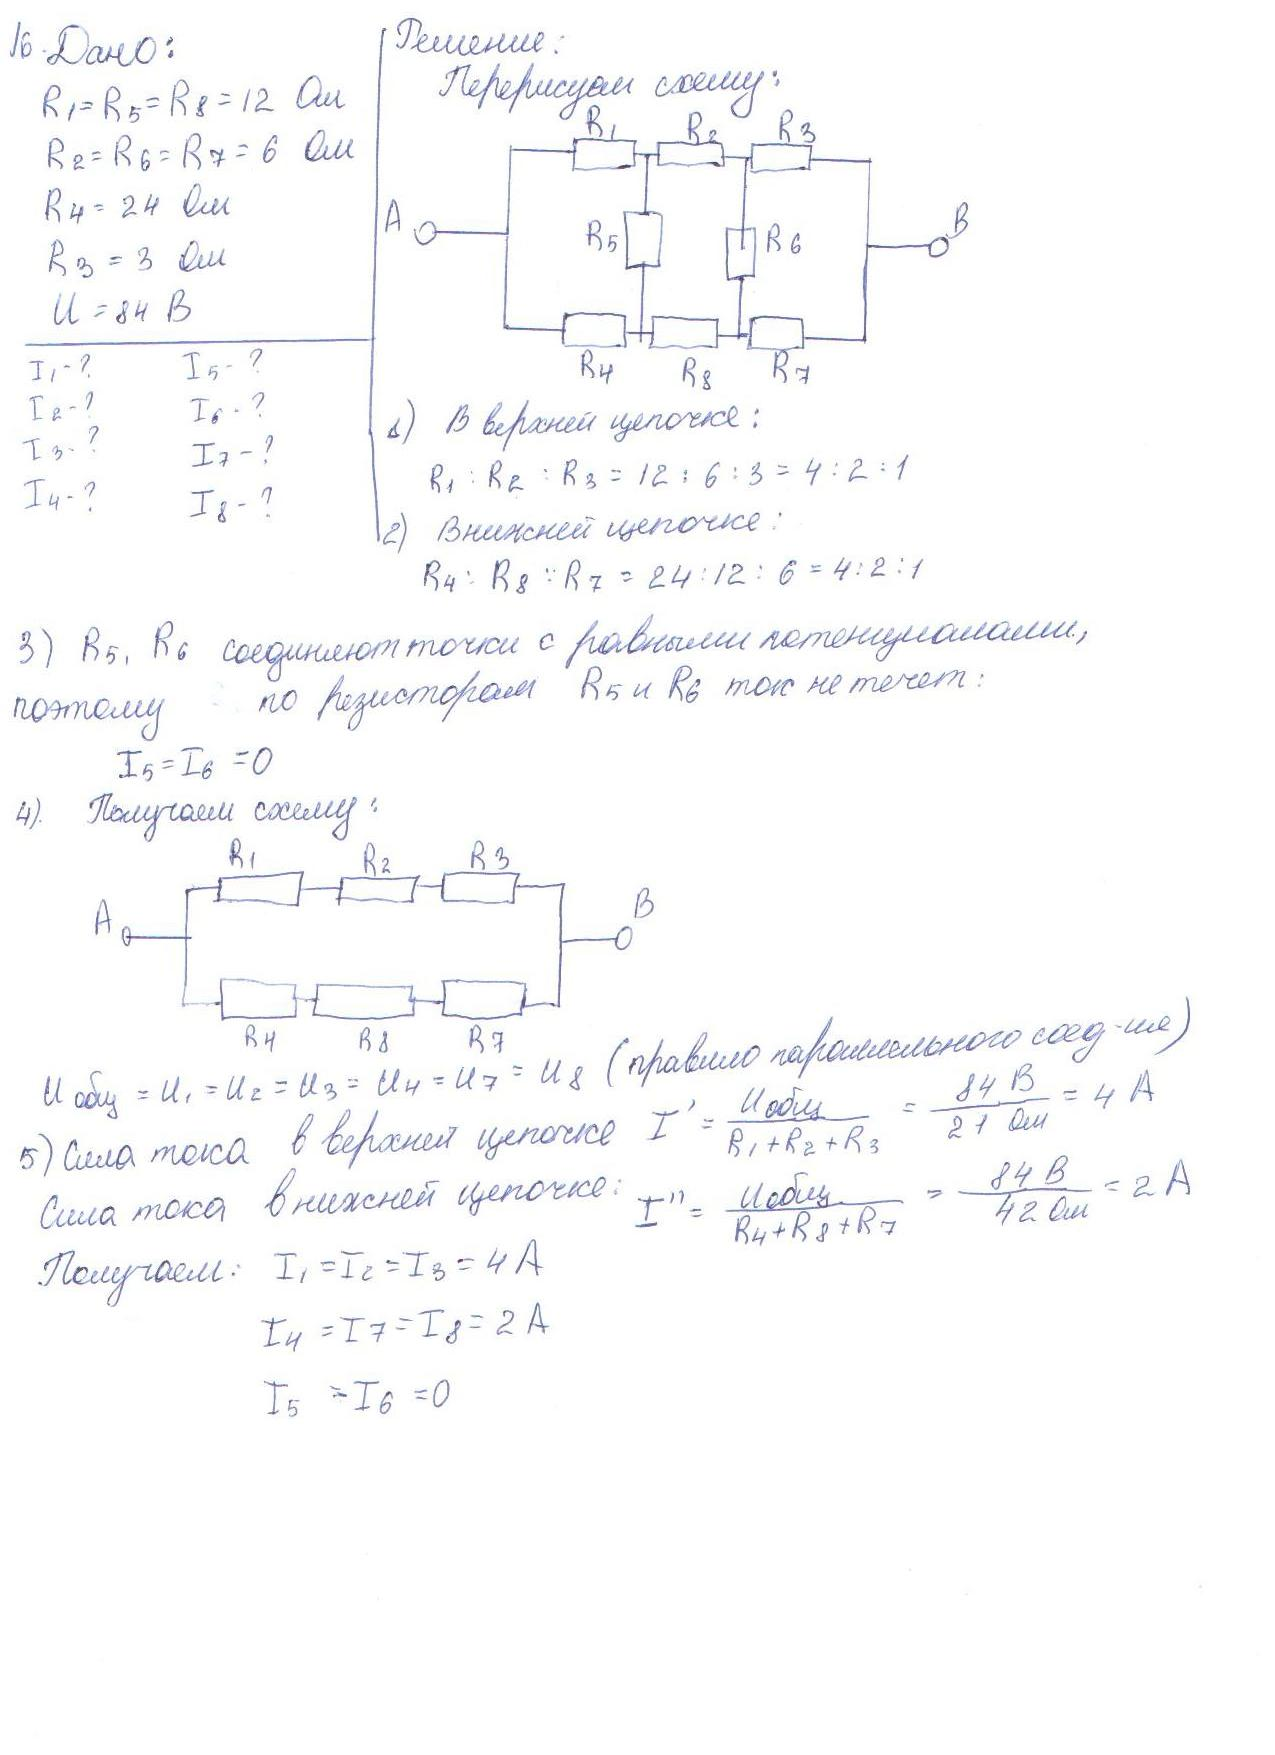 16. Дано:
R1 = R5 = R8 = 12 Ом
R2 = R6 = R7 = 6 Ом
R4 = 24 Ом
R3 = 3 Ом
U = 84 В
I1 - ? I5 - ?
I2 - ? I6 - ?
I3 - ? I7 - ?
I4 - ? I8 - ?
Решение:
Перерисуем схему:
R1 R2 R3
A R5 R6 B
R4 R8 R7
1) В верхней цепочке:
R1 : R2 : R3 = 12 : 6 : 3 = 4 : 2 : 1
2) В нижней цепочке:
R4 : R8 : R7 = 24 : 12 : 6 = 4 : 2 : 1
3) R5, R6 соединяют точки с равными потенциалами,
поэтому по резисторам R5 и R6 ток не течет:
I5 = I6 = 0
4). Получаем схему:
R1 R2 R3
A B
R4 R8 R7
U общ = U1 = U2 = U3 = U4 = U7 = U8 (правило параллельного соед-ия)
5) Сила тока в верхней цепочке I' = U общ / R1 + R2 + R3 = 84 В / 21 Ом = 4 А
Сила тока в нижней цепочке: I'' = U общ / R4 + R8 + R7 = 84 В / 42 Ом = 2 А
Получаем: I1 = I2 = I3 = 4 А
I4 = I7 = I8 = 2 А
I5 = I6 = 0